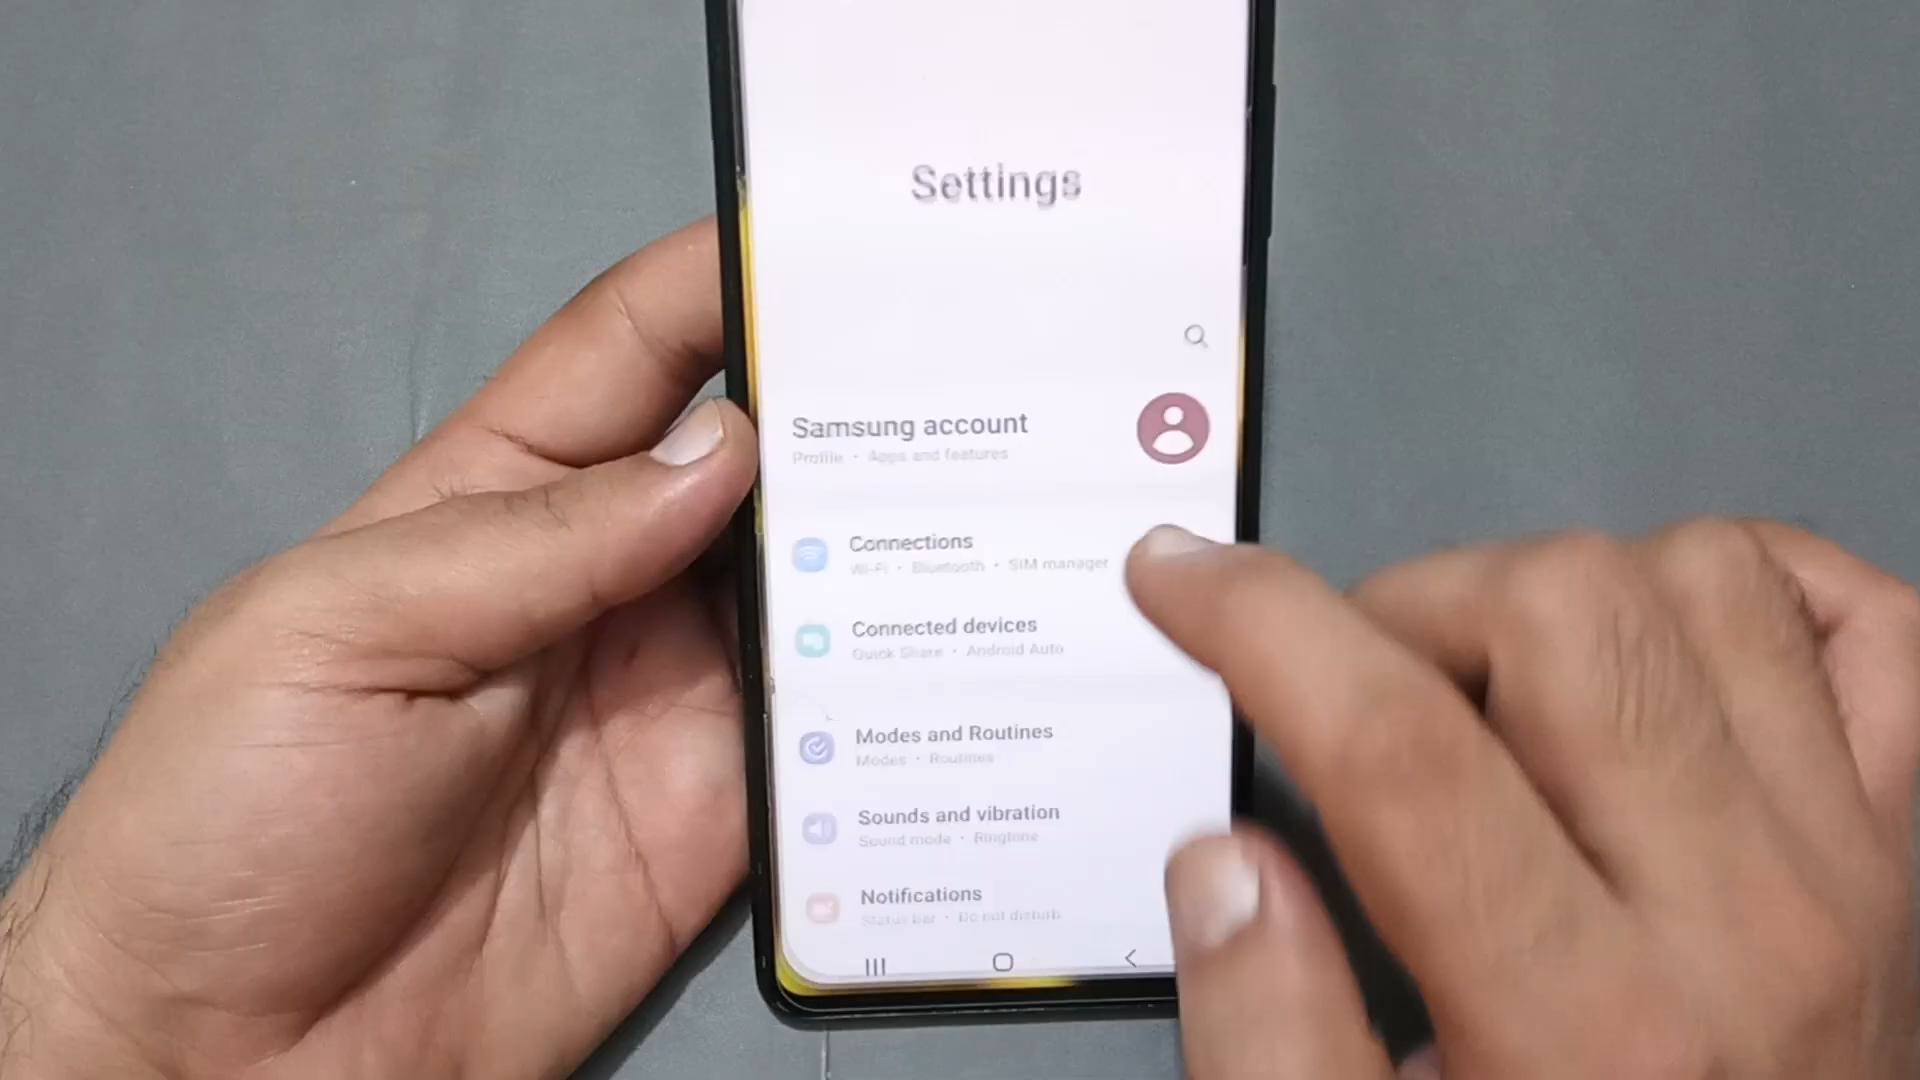 Settings
Samsung account
Profile • Apps and features
Connections
Wi-Fi • Bluetooth • SIM manager
Connected devices
Quick Share • Android Auto
Modes and Routines
Modes • Routines
Sounds and vibration
Sound mode • Ringtone
Notifications
Status bar • Do not disturb